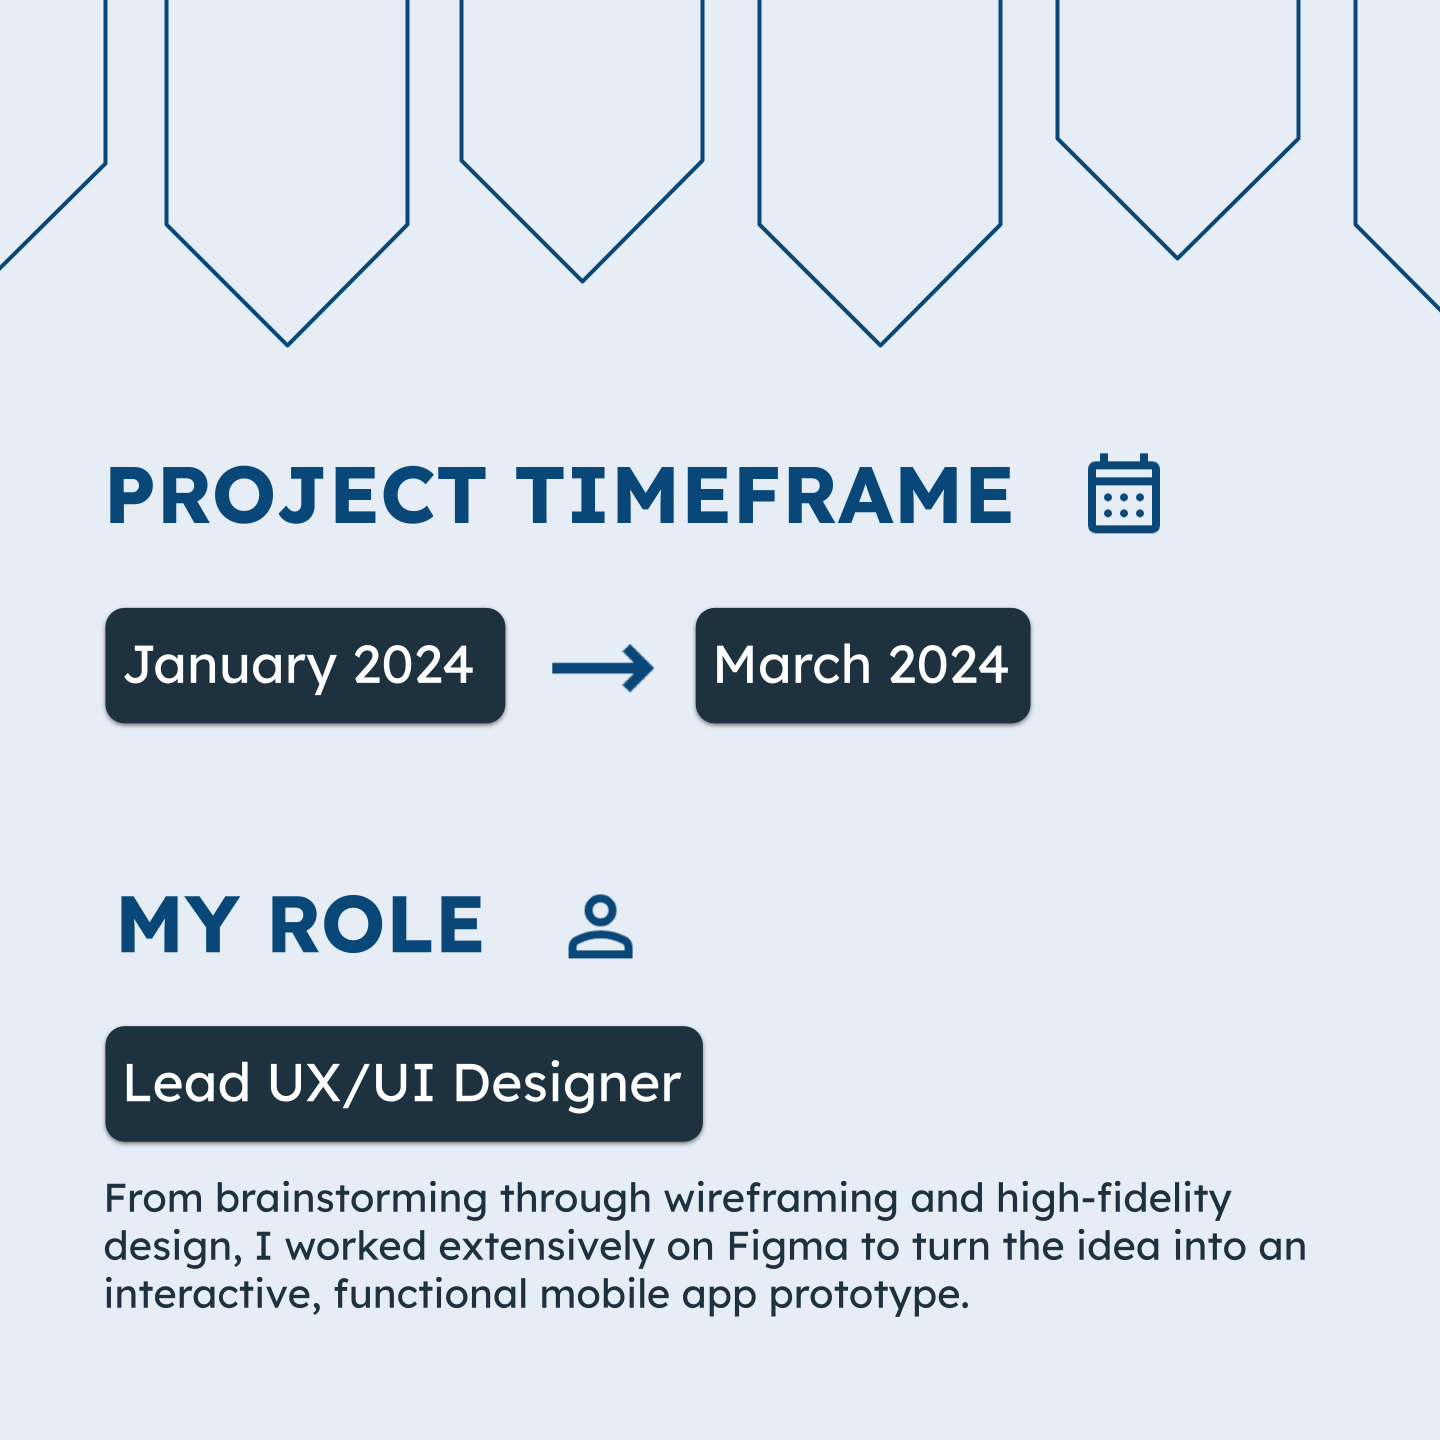 PROJECT TIMEFRAME
January 2024
March 2024
MY ROLE
Lead UX/UI Designer
From brainstorming through wireframing and high-fidelity
design, I worked extensively on Figma to turn the idea into an
interactive, functional mobile app prototype.